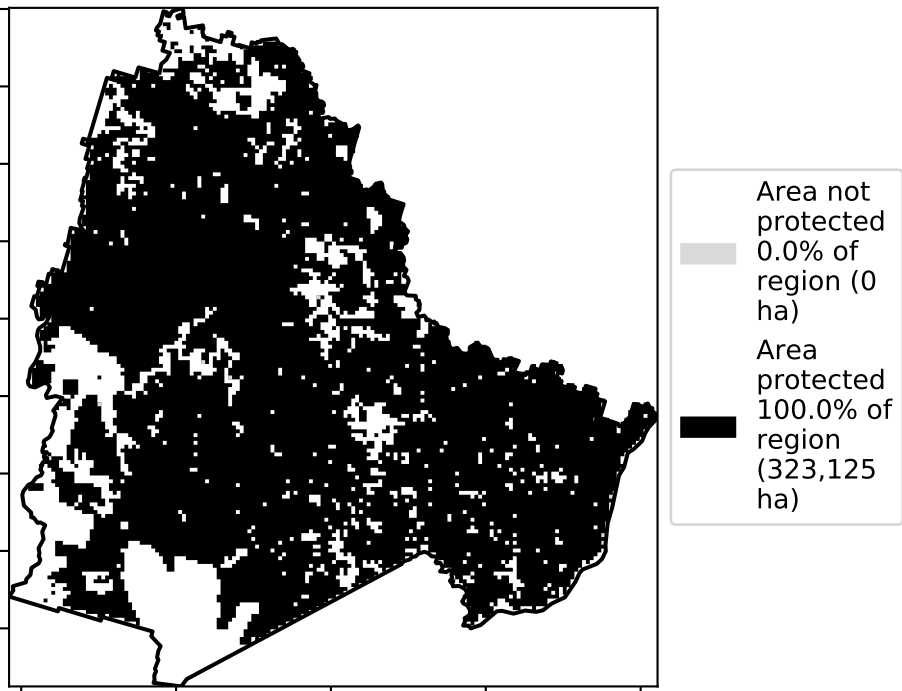 Area not
protected
0.0% of
region (0
ha)
Area
protected
100.0% of
region
(323,125
ha)